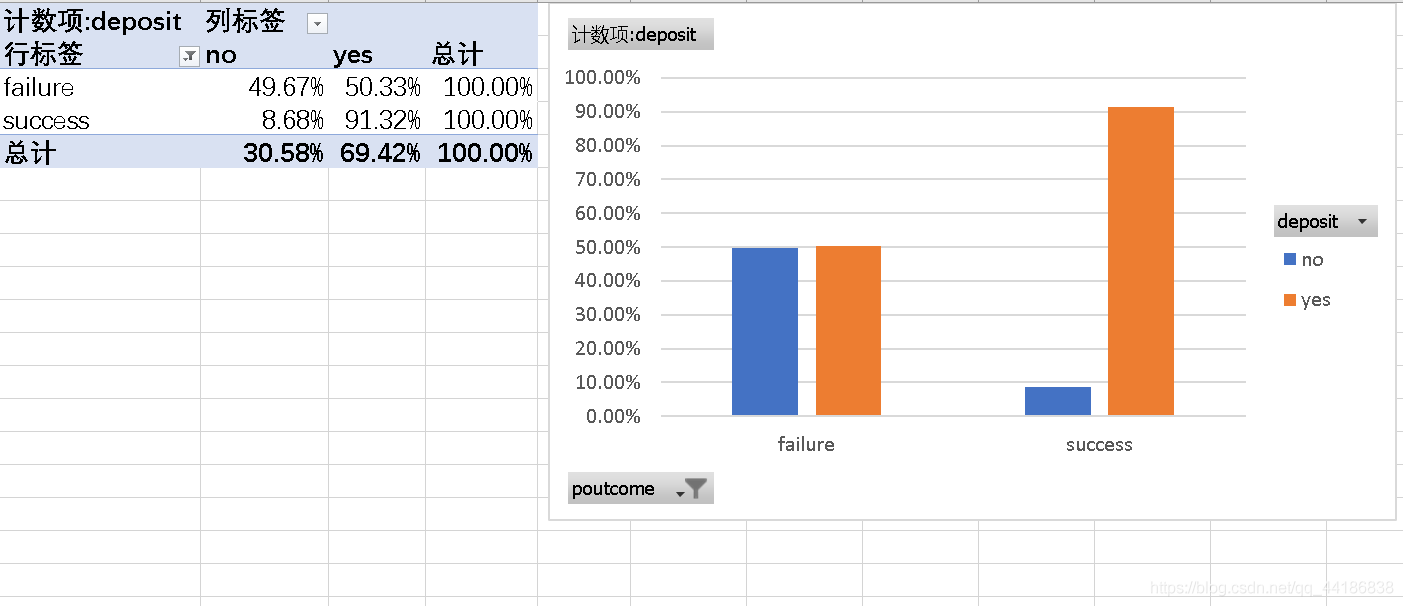 计数项:deposit 列标签
行标签 no yes 总计
failure 49.67% 50.33% 100.00%
success 8.68% 91.32% 100.00%
总计 30.58% 69.42% 100.00%
计数项:deposit
100.00%
90.00%
80.00%
70.00%
60.00%
50.00%
40.00%
30.00%
20.00%
10.00%
0.00%
failure success
deposit
no
yes
poutcome
https://blog.csdn.net/qq_44186838